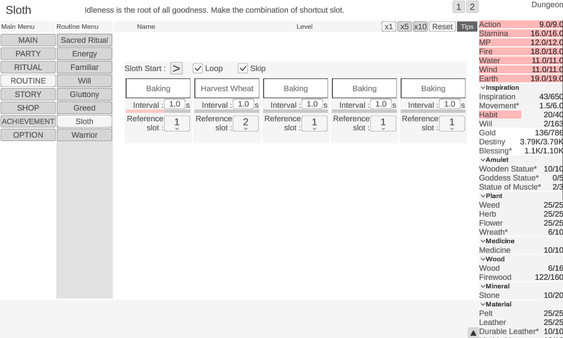 Sloth
Idleness is the root of all goodness. Make the combination of shortcut slot.
1 2
Dungeon
Main Menu
Routine Menu
Name
Level
x1 x5 x10 Reset Tips
MAIN
PARTY
RITUAL
ROUTINE
STORY
SHOP
ACHIEVEMENT
OPTION
Sacred Ritual
Energy
Familiar
Will
Gluttony
Greed
Sloth
Warrior
Sloth Start : > Loop Skip
Baking Harvest Wheat Baking Baking Baking
Interval : 1.0 s Interval : 1.0 s Interval : 1.0 s Interval : 1.0 s Interval : 1.0 s
Reference slot : 1 Reference slot : 2 Reference slot : 1 Reference slot : 1 Reference slot : 1
Action 9.0/9.0
Stamina 16.0/16.0
MP 12.0/12.0
Fire 18.0/18.0
Water 11.0/11.0
Wind 11.0/11.0
Earth 19.0/19.0
Inspiration
Inspiration 43/650
Movement* 1.5/6.0
Habit 20/40
Will 2/163
Gold 136/786
Destiny 3.79K/3.79K
Blessing* 1.1K/1.10K
Amulet
Wooden Statue* 10/10
Goddess Statue* 0/5
Statue of Muscle* 2/3
Plant
Weed 25/25
Herb 25/25
Flower 25/25
Wreath* 6/10
Medicine
Medicine 10/10
Wood
Wood 6/16
Firewood 122/160
Mineral
Stone 10/20
Material
Pelt 25/25
Leather 25/25
Durable Leather* 10/10